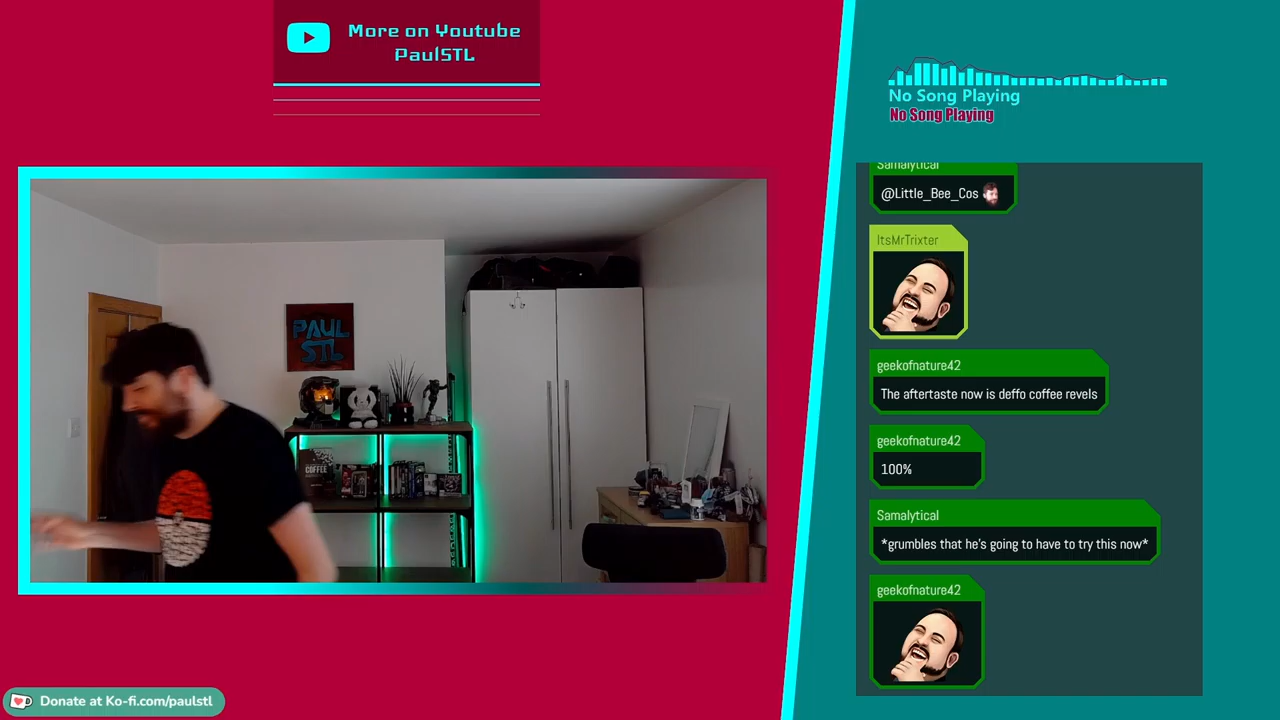 More on Youtube
PaulSTL
No Song Playing
No Song Playing
Samalytical
@Little_Bee_Cos
ItsMrTrixter
geekofnature42
The aftertaste now is deffo coffee revels
geekofnature42
100%
Samalytical
*grumbles that he's going to have to try this now*
geekofnature42
PAUL
STL
COFFEE
Donate at Ko-fi.com/paulstl